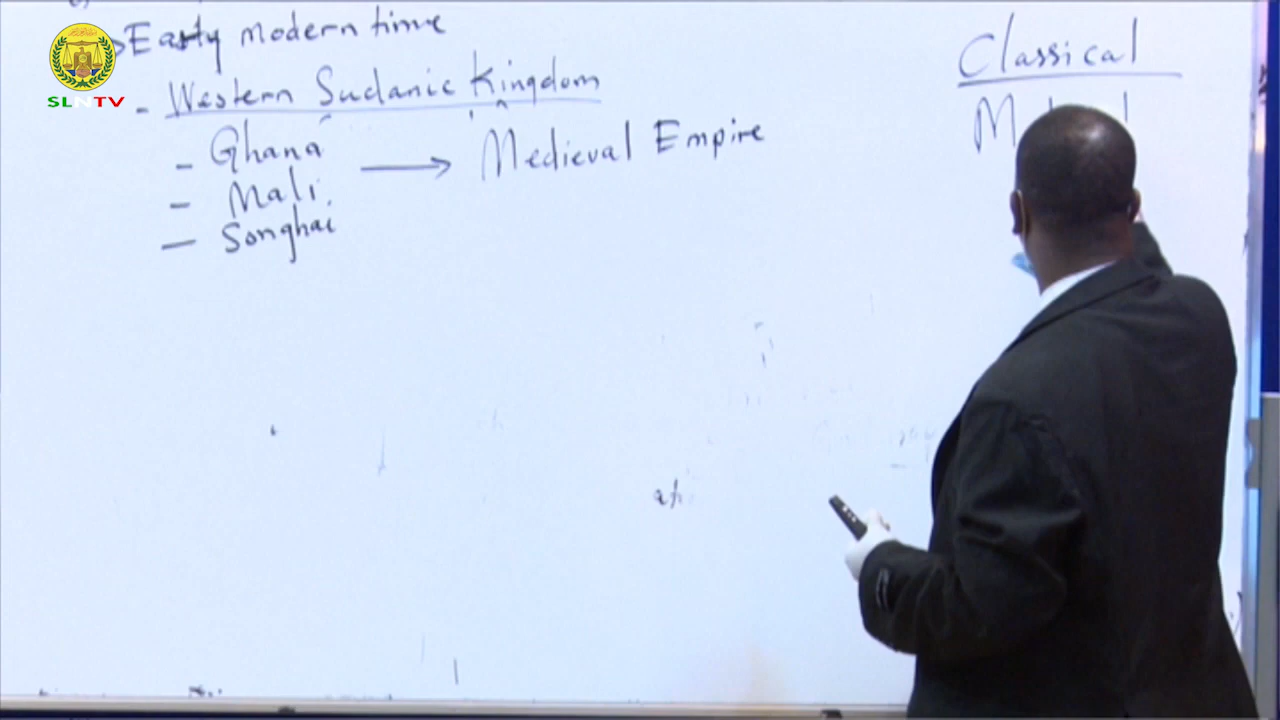 SLNTV
Early modern time
- Western Sudanic Kingdom
- Ghana → Medieval Empire
- Mali
- Songhai
Classical